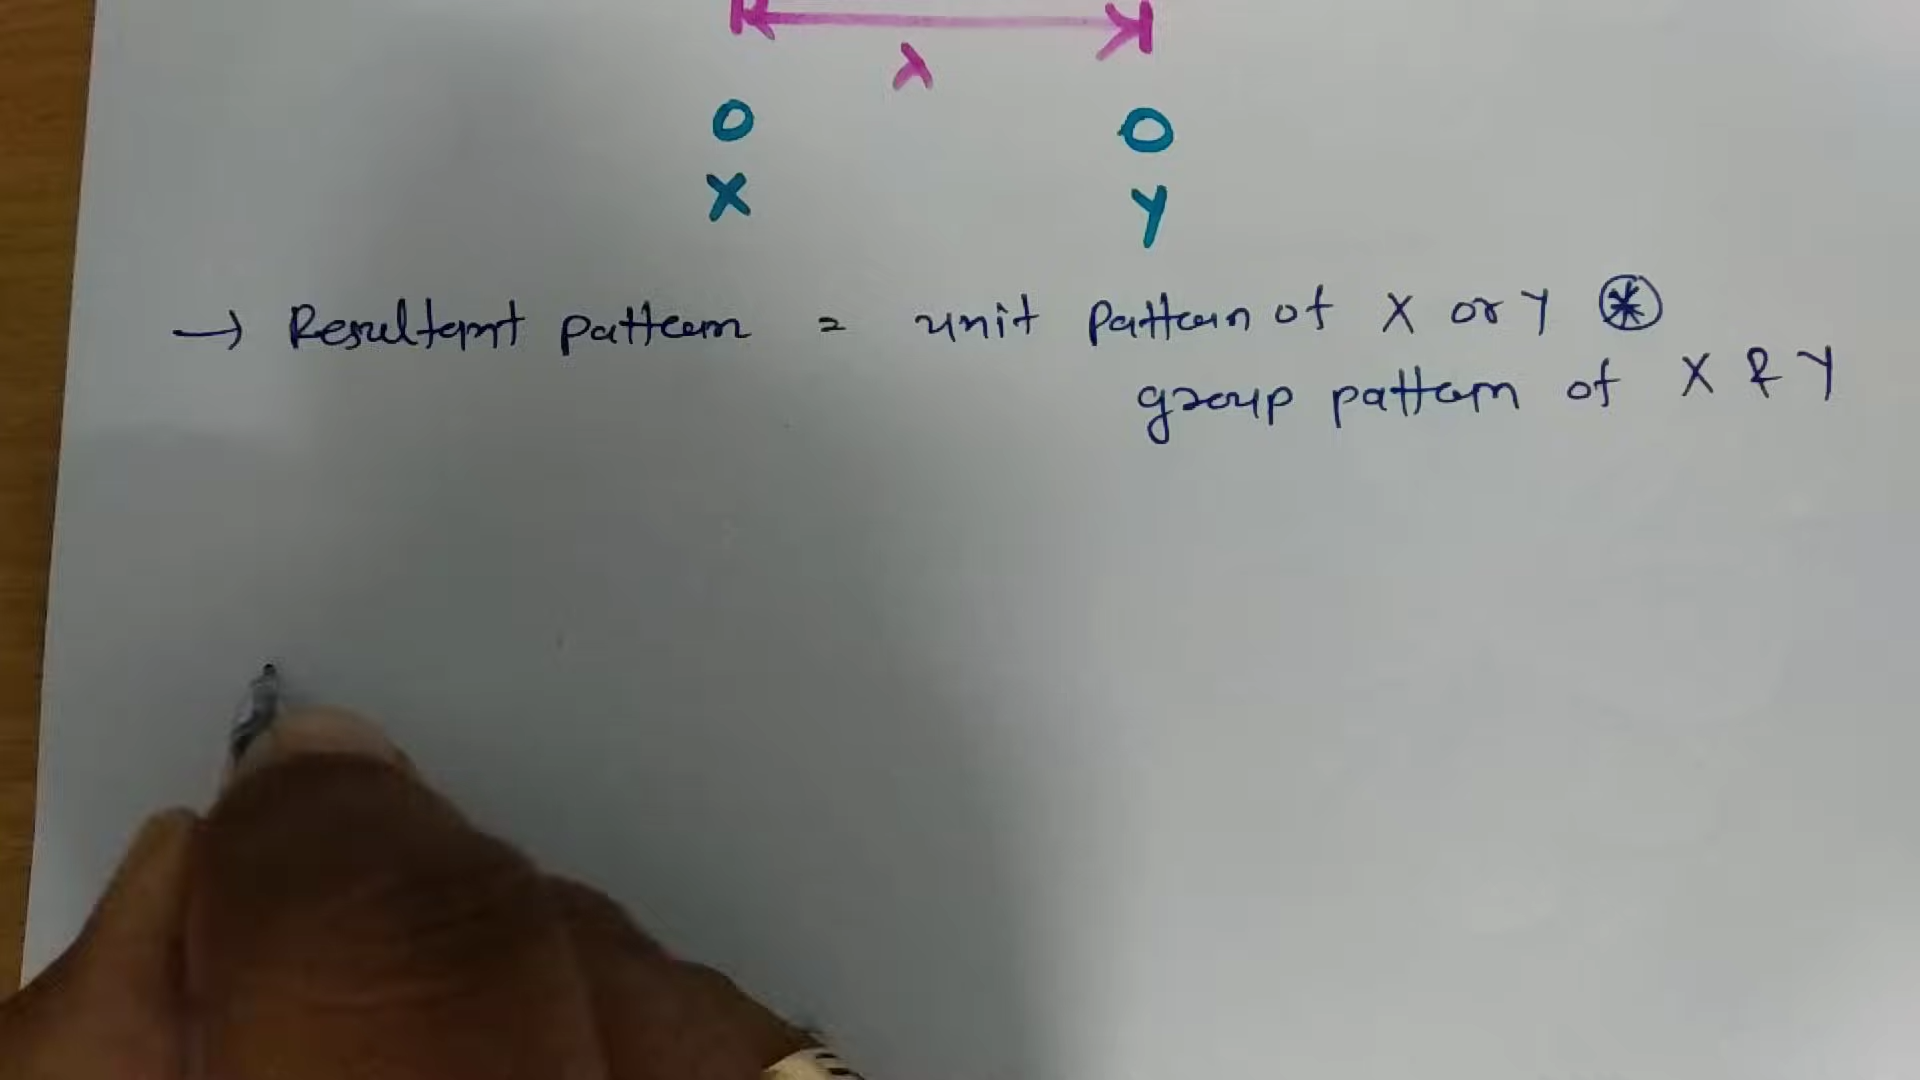 λ
O O
X Y
→ Resultant pattern = unit pattern of X or Y ⊛
group pattern of X & Y